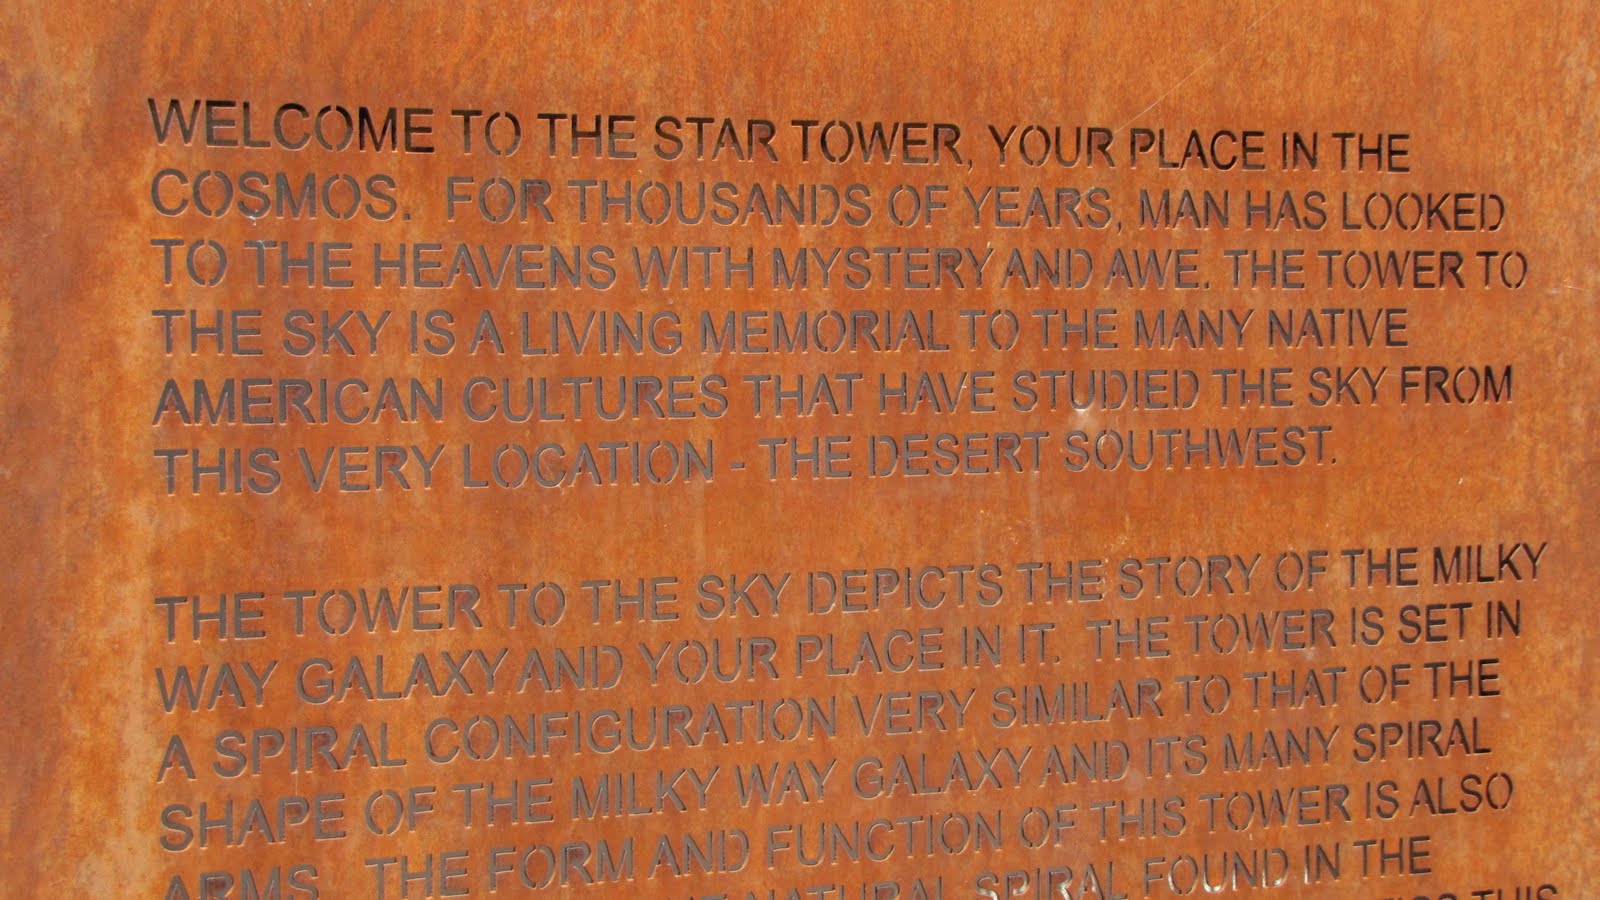 WELCOME TO THE STAR TOWER, YOUR PLACE IN THE
COSMOS. FOR THOUSANDS OF YEARS, MAN HAS LOOKED
TO THE HEAVENS WITH MYSTERY AND AWE. THE TOWER TO
THE SKY IS A LIVING MEMORIAL TO THE MANY NATIVE
AMERICAN CULTURES THAT HAVE STUDIED THE SKY FROM
THIS VERY LOCATION - THE DESERT SOUTHWEST.
THE TOWER TO THE SKY DEPICTS THE STORY OF THE MILKY
WAY GALAXY AND YOUR PLACE IN IT. THE TOWER IS SET IN
A SPIRAL CONFIGURATION VERY SIMILAR TO THAT OF THE
SHAPE OF THE MILKY WAY GALAXY AND ITS MANY SPIRAL
ARMS. THE FORM AND FUNCTION OF THIS TOWER IS ALSO
NATURAL SPIRAL FOUND IN THE
THIS